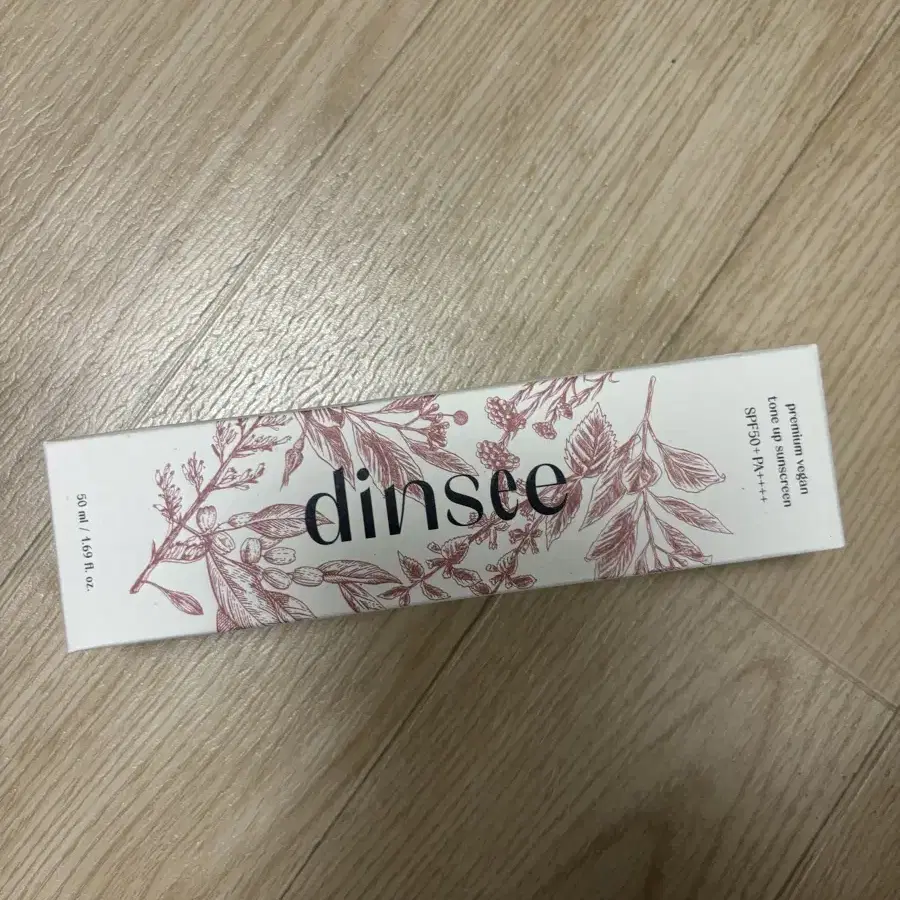 dinsee
premium vegan
tone up sunscreen
SPF50+ PA++++
50 ml / 1.69 fl. oz.